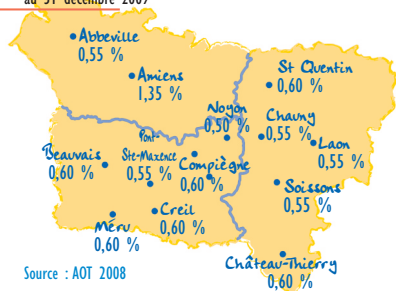 au 31 décembre 2007
Abbeville
0,55 %
Amiens
1,35 %
St Quentin
0,60 %
Noyon
0,50 %
Chauny
0,55 %
Laon
0,55 %
Beauvais
0,60 %
Pont-
Ste-Maxence
0,55 %
Compiègne
0,60 %
Soissons
0,55 %
Creil
0,60 %
Méru
0,60 %
Château-Thierry
0,60 %
Source : AOT 2008